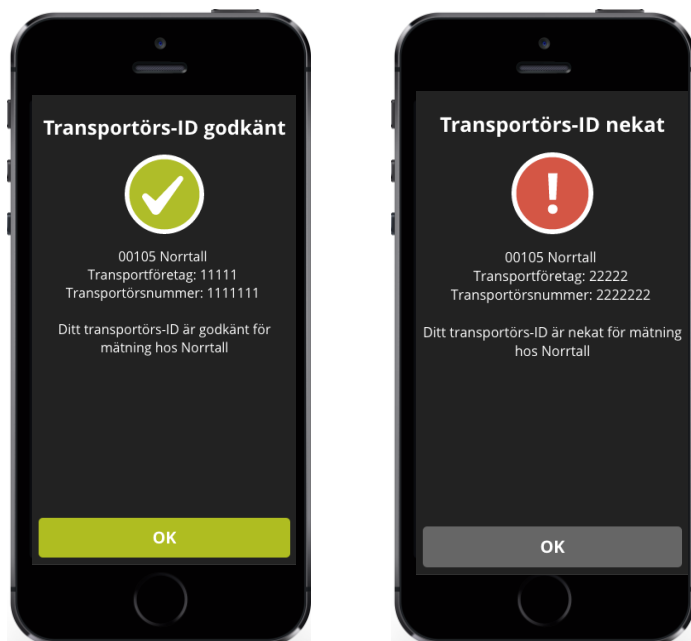 Transportörs-ID godkänt
00105 Norrtall
Transportföretag: 11111
Transportörsnummer: 1111111
Ditt transportörs-ID är godkänt för
mätning hos Norrtall
OK
Transportörs-ID nekat
!
00105 Norrtall
Transportföretag: 22222
Transportörsnummer: 2222222
Ditt transportörs-ID är nekat för mätning
hos Norrtall
OK